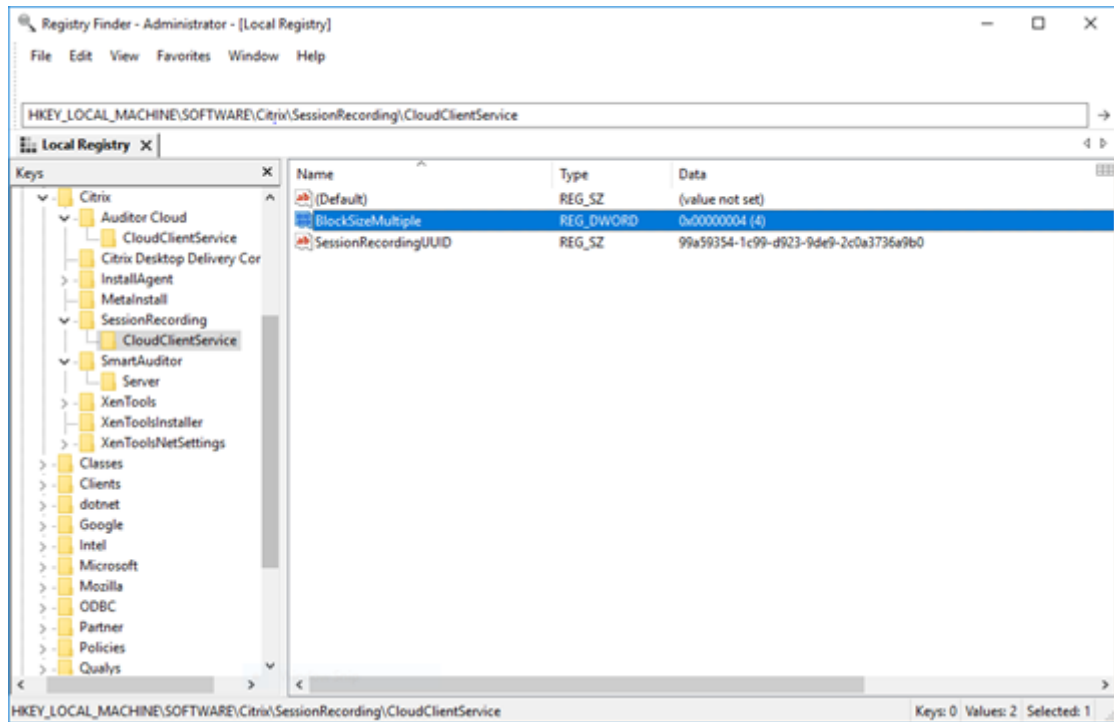 Registry Finder - Administrator - [Local Registry]
File Edit View Favorites Window Help
HKEY_LOCAL_MACHINE\SOFTWARE\Citrix\SessionRecording\CloudClientService
Local Registry X
Keys
Citrix
Auditor Cloud
CloudClientService
Citrix Desktop Delivery Cor
InstallAgent
MetaInstall
SessionRecording
CloudClientService
SmartAuditor
Server
XenTools
XenToolsInstaller
XenToolsNetSettings
Classes
Clients
dotnet
Google
Intel
Microsoft
Mozilla
ODBC
Partner
Policies
Qualys
Name Type Data
ab (Default) REG_SZ (value not set)
BlockSizeMultiple REG_DWORD 0x00000004 (4)
ab SessionRecordingUUID REG_SZ 99a59354-1c99-d923-9de9-2c0a3736a9b0
HKEY_LOCAL_MACHINE\SOFTWARE\Citrix\SessionRecording\CloudClientService Keys: 0 Values: 2 Selected: 1